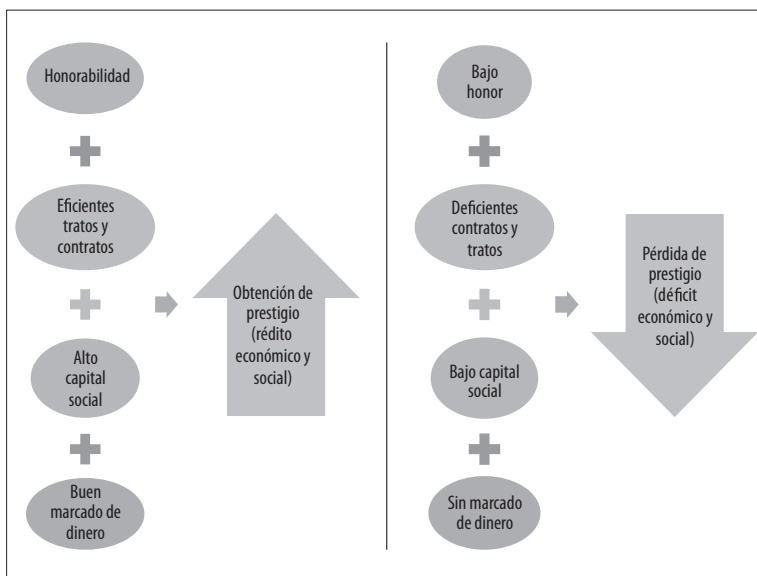 Honorabilidad
Eficientes
tratos y
contratos
Alto
capital
social
Buen
marcado de
dinero
Obtención de
prestigio
(rédito
económico y
social)
Bajo
honor
Deficientes
contratos y
tratos
Bajo capital
social
Sin marcado
de dinero
Pérdida de
prestigio
(déficit
económico y
social)